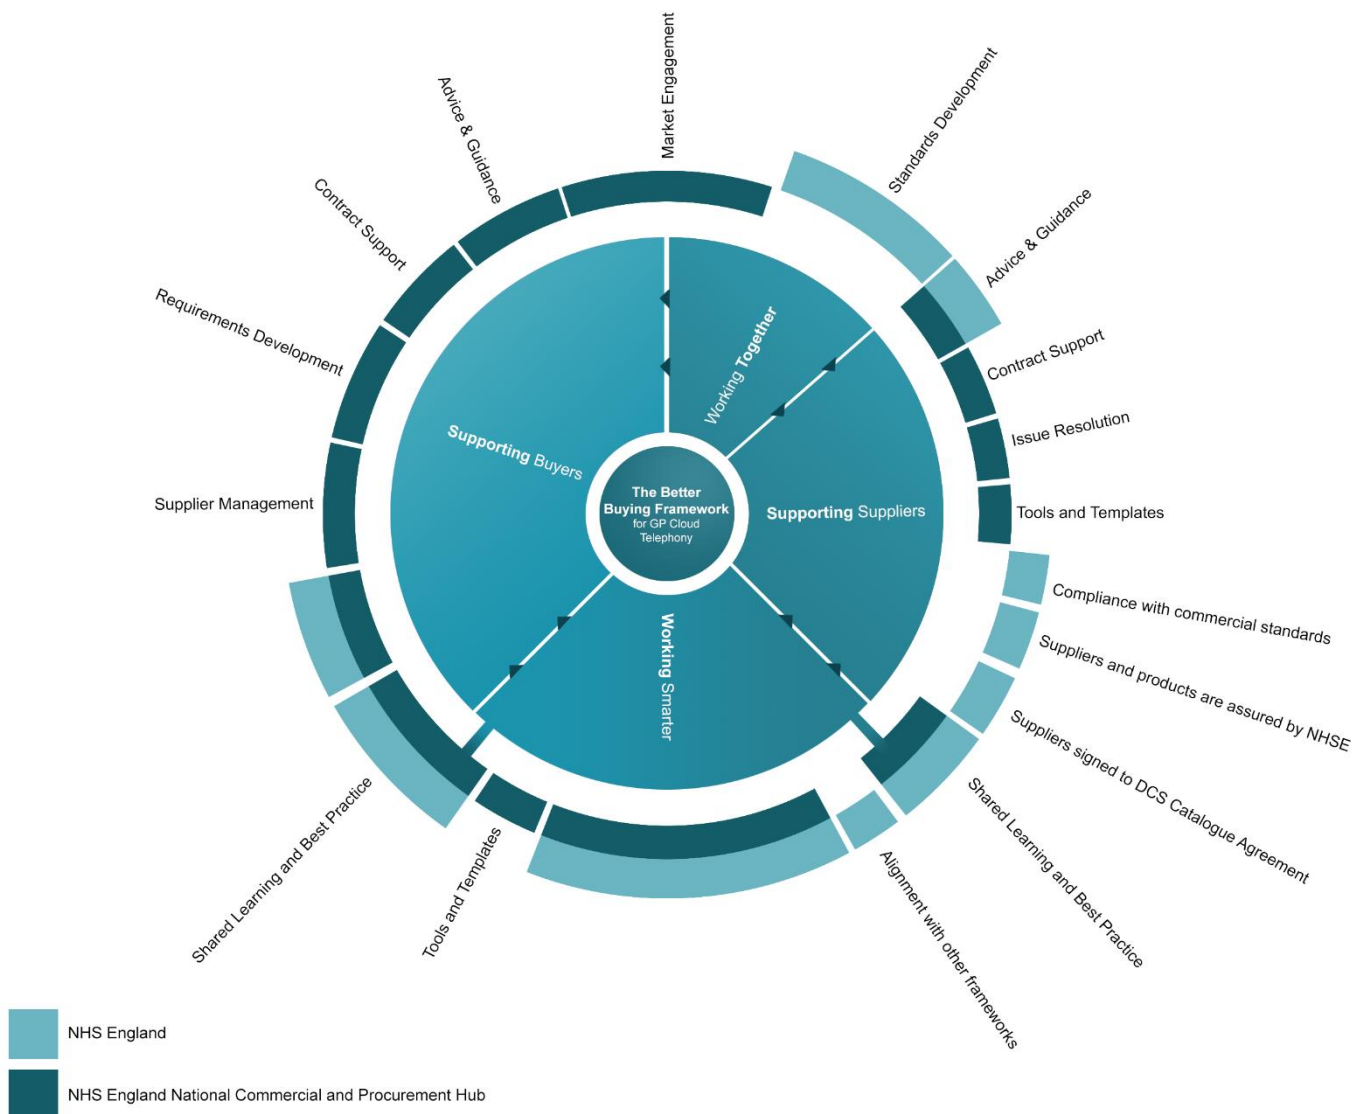 Market Engagement
Standards Development
Advice & Guidance
Contract Support
Issue Resolution
Tools and Templates
Compliance with commercial standards
Suppliers and products are assured by NHSE
Suppliers signed to DCS Catalogue Agreement
Shared Learning and Best Practice
Alignment with other frameworks
Tools and Templates
Shared Learning and Best Practice
Supplier Management
Requirements Development
Contract Support
Advice & Guidance
Working Together
Supporting Suppliers
Working Smarter
Supporting Buyers
The Better
Buying Framework
for GP Cloud
Telephony
NHS England
NHS England National Commercial and Procurement Hub